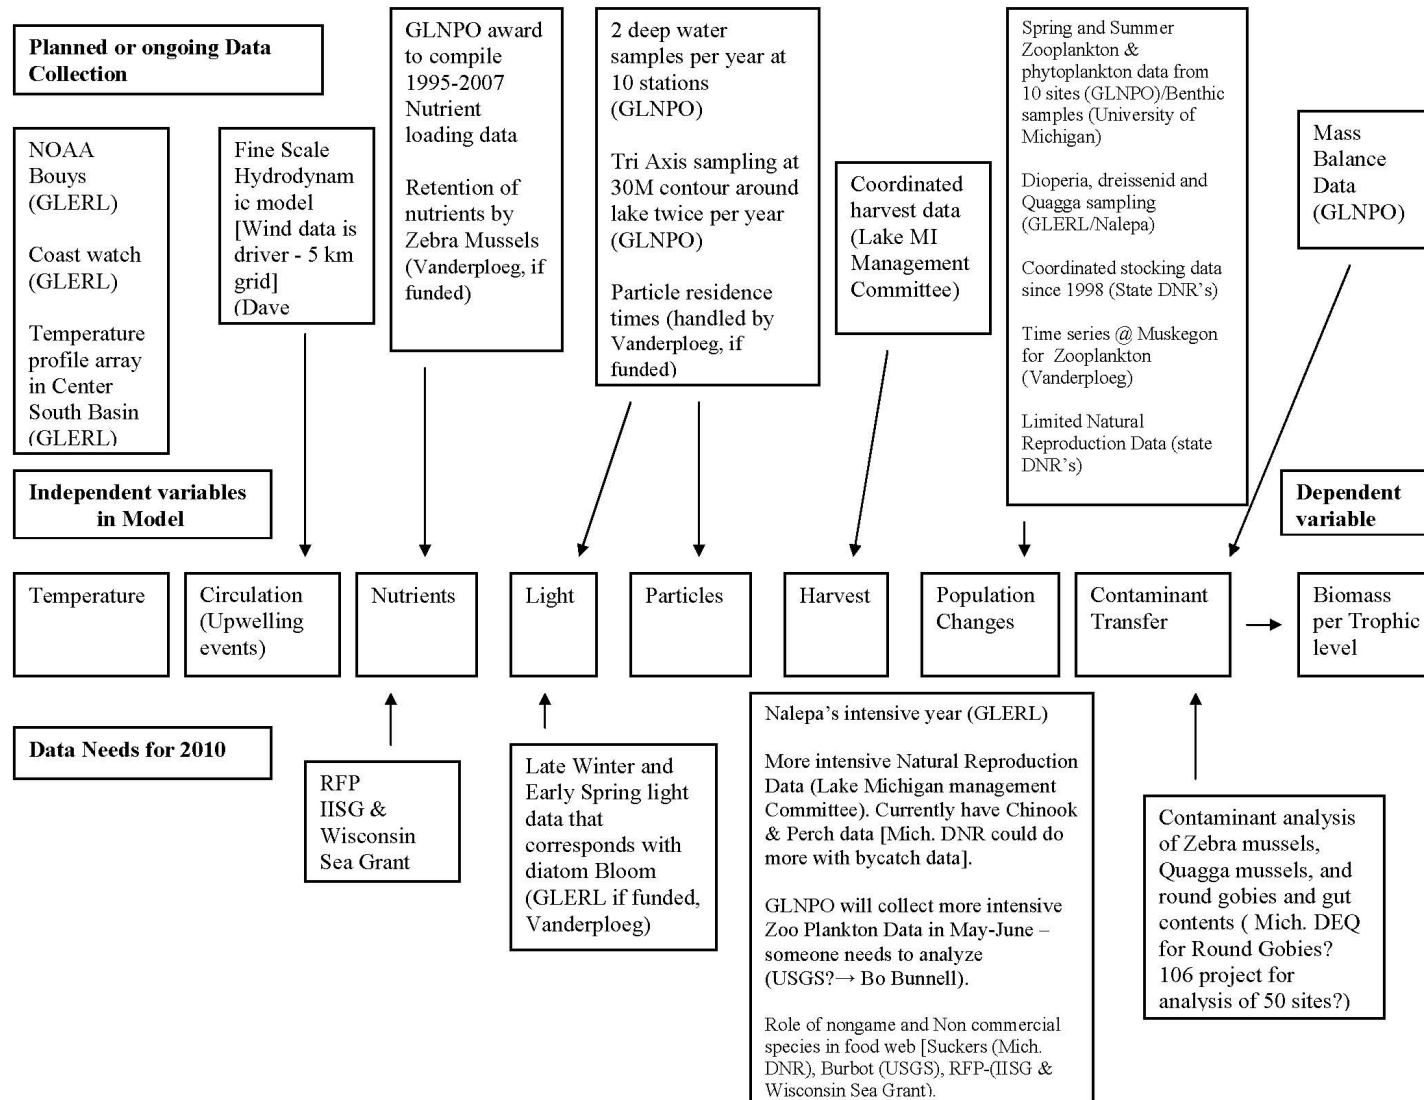 Planned or ongoing Data
Collection
NOAA
Bouys
(GLERL)
Coast watch
(GLERL)
Temperature
profile array
in Center
South Basin
(GLERL)
Fine Scale
Hydrodynam
ic model
[Wind data is
driver - 5 km
grid]
(Dave
GLNPO award
to compile
1995-2007
Nutrient
loading data
Retention of
nutrients by
Zebra Mussels
(Vanderploeg, if
funded)
2 deep water
samples per year at
10 stations
(GLNPO)
Tri Axis sampling at
30M contour around
lake twice per year
(GLNPO)
Particle residence
times (handled by
Vanderploeg, if
funded)
Coordinated
harvest data
(Lake MI
Management
Committee)
Spring and Summer
Zooplankton &
phytoplankton data from
10 sites (GLNPO)/Benthic
samples (University of
Michigan)
Dioperia, dreissenid and
Quagga sampling
(GLERL/Nalepa)
Coordinated stocking data
since 1998 (State DNR's)
Time series @ Muskegon
for Zooplankton
(Vanderploeg)
Limited Natural
Reproduction Data (state
DNR's)
Mass
Balance
Data
(GLNPO)
Independent variables
in Model
Dependent
variable
Temperature
Circulation
(Upwelling
events)
Nutrients
Light
Particles
Harvest
Population
Changes
Contaminant
Transfer
Biomass
per Trophic
level
Data Needs for 2010
RFP
IISG &
Wisconsin
Sea Grant
Late Winter and
Early Spring light
data that
corresponds with
diatom Bloom
(GLERL if funded,
Vanderploeg)
Nalepa's intensive year (GLERL)
More intensive Natural Reproduction
Data (Lake Michigan management
Committee). Currently have Chinook
& Perch data [Mich. DNR could do
more with bycatch data].
GLNPO will collect more intensive
Zoo Plankton Data in May-June –
someone needs to analyze
(USGS?→ Bo Bunnell).
Role of nongame and Non commercial
species in food web [Suckers (Mich.
DNR), Burbot (USGS), RFP-(IISG &
Wisconsin Sea Grant).
Contaminant analysis
of Zebra mussels,
Quagga mussels, and
round gobies and gut
contents ( Mich. DEQ
for Round Gobies?
106 project for
analysis of 50 sites?)